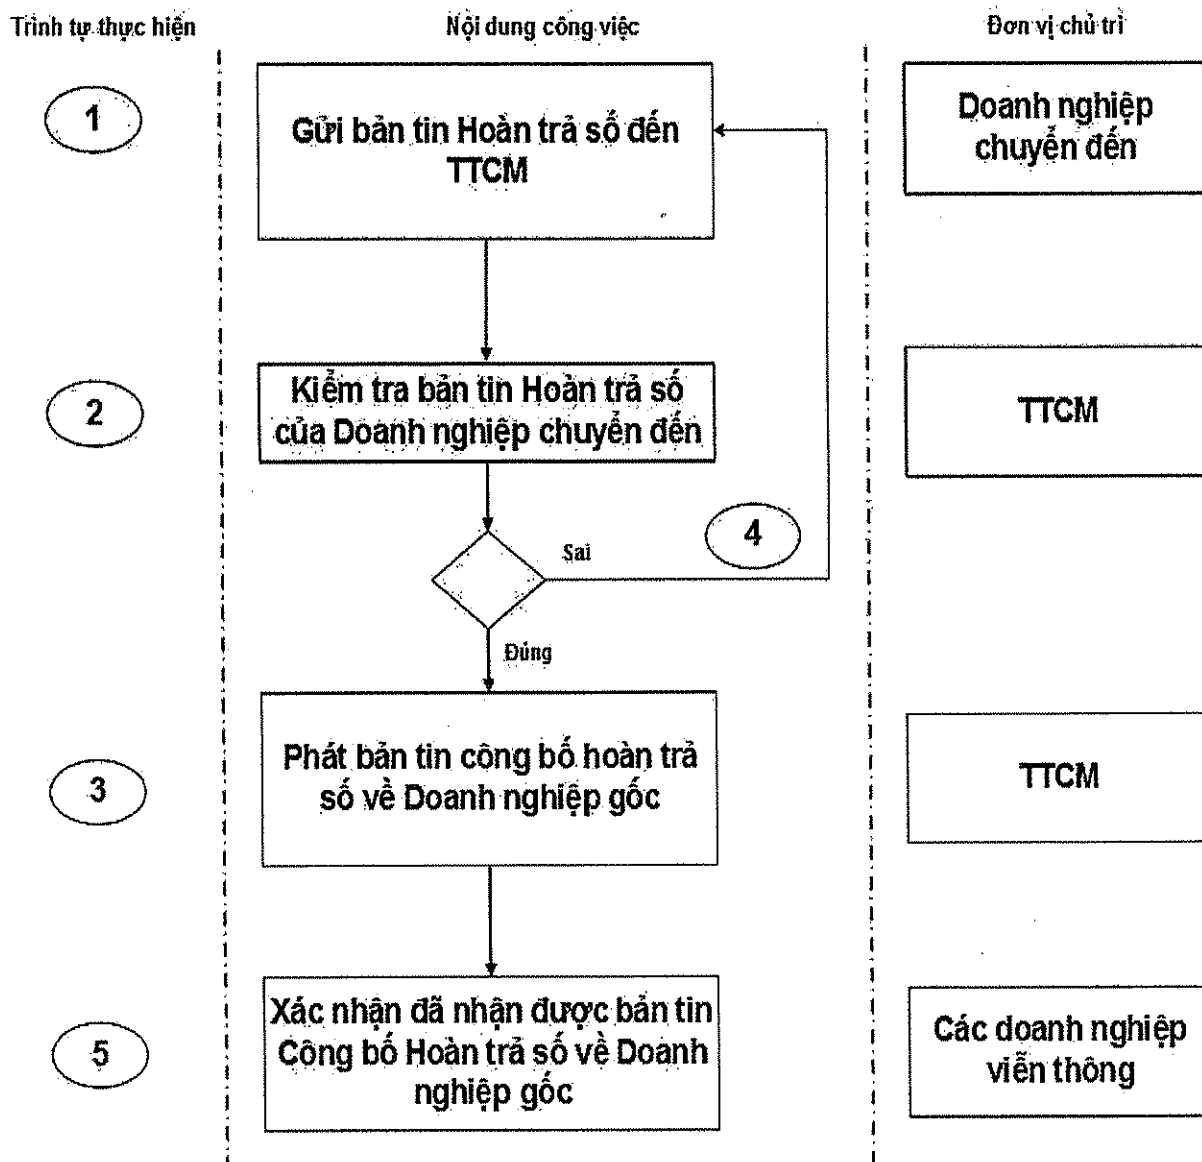 Trình tự thực hiện
Nội dung công việc
Đơn vị chủ trì
1
Gửi bản tin Hoàn trả số đến
TTCM
Doanh nghiệp
chuyển đến
2
Kiểm tra bản tin Hoàn trả số
của Doanh nghiệp chuyển đến
TTCM
4
Sai
Đúng
3
Phát bản tin công bố hoàn trả
số về Doanh nghiệp gốc
TTCM
5
Xác nhận đã nhận được bản tin
Công bố Hoàn trả số về Doanh
nghiệp gốc
Các doanh nghiệp
viễn thông